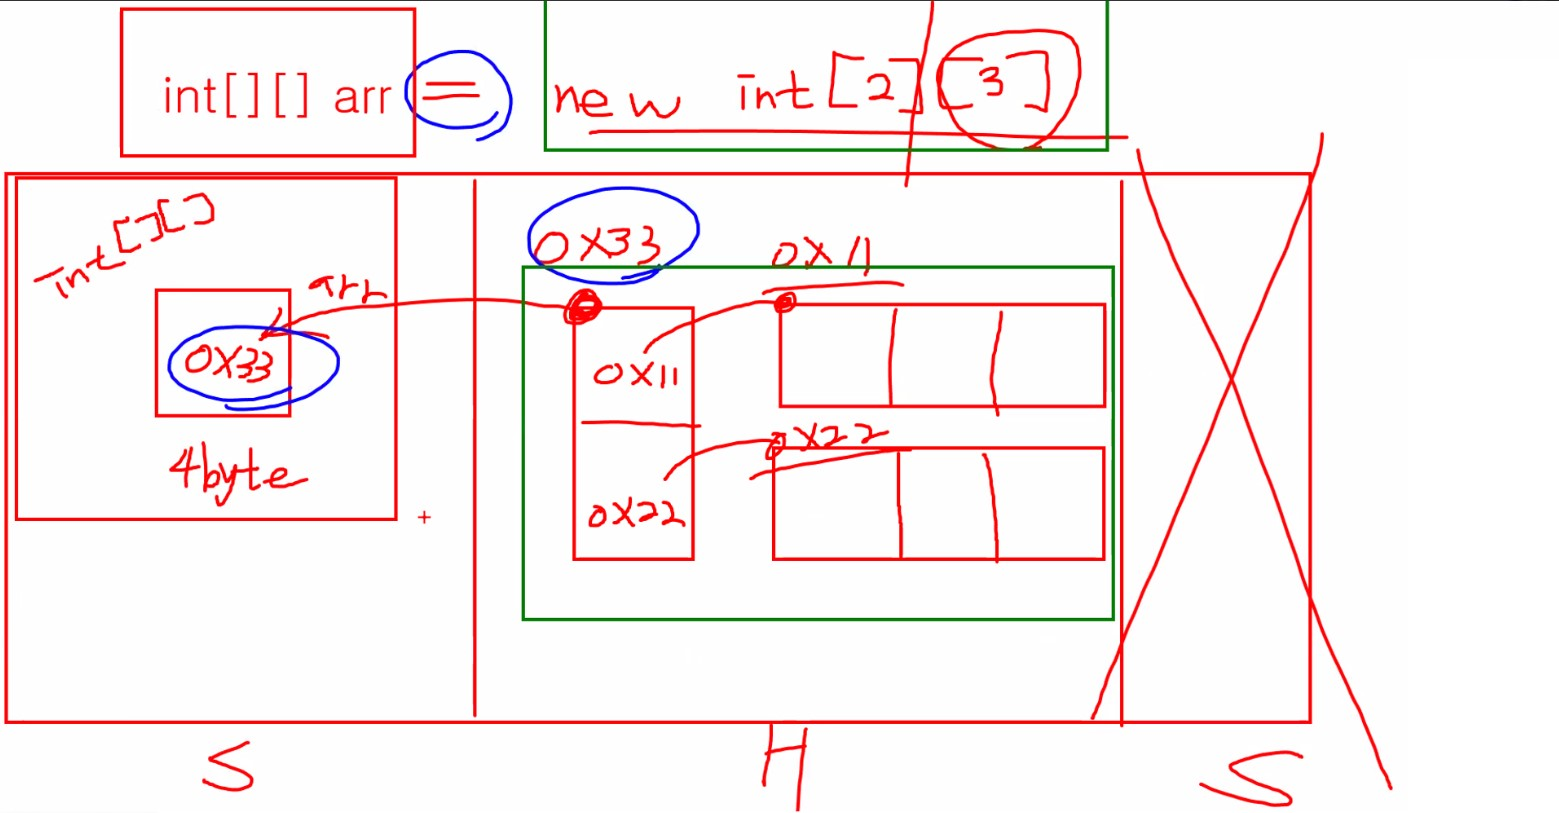 int[][] arr = new int[2][3]
int[][]
arr
0x33
4byte
0x33
0x11
0x11
0x22
0x22
S H S